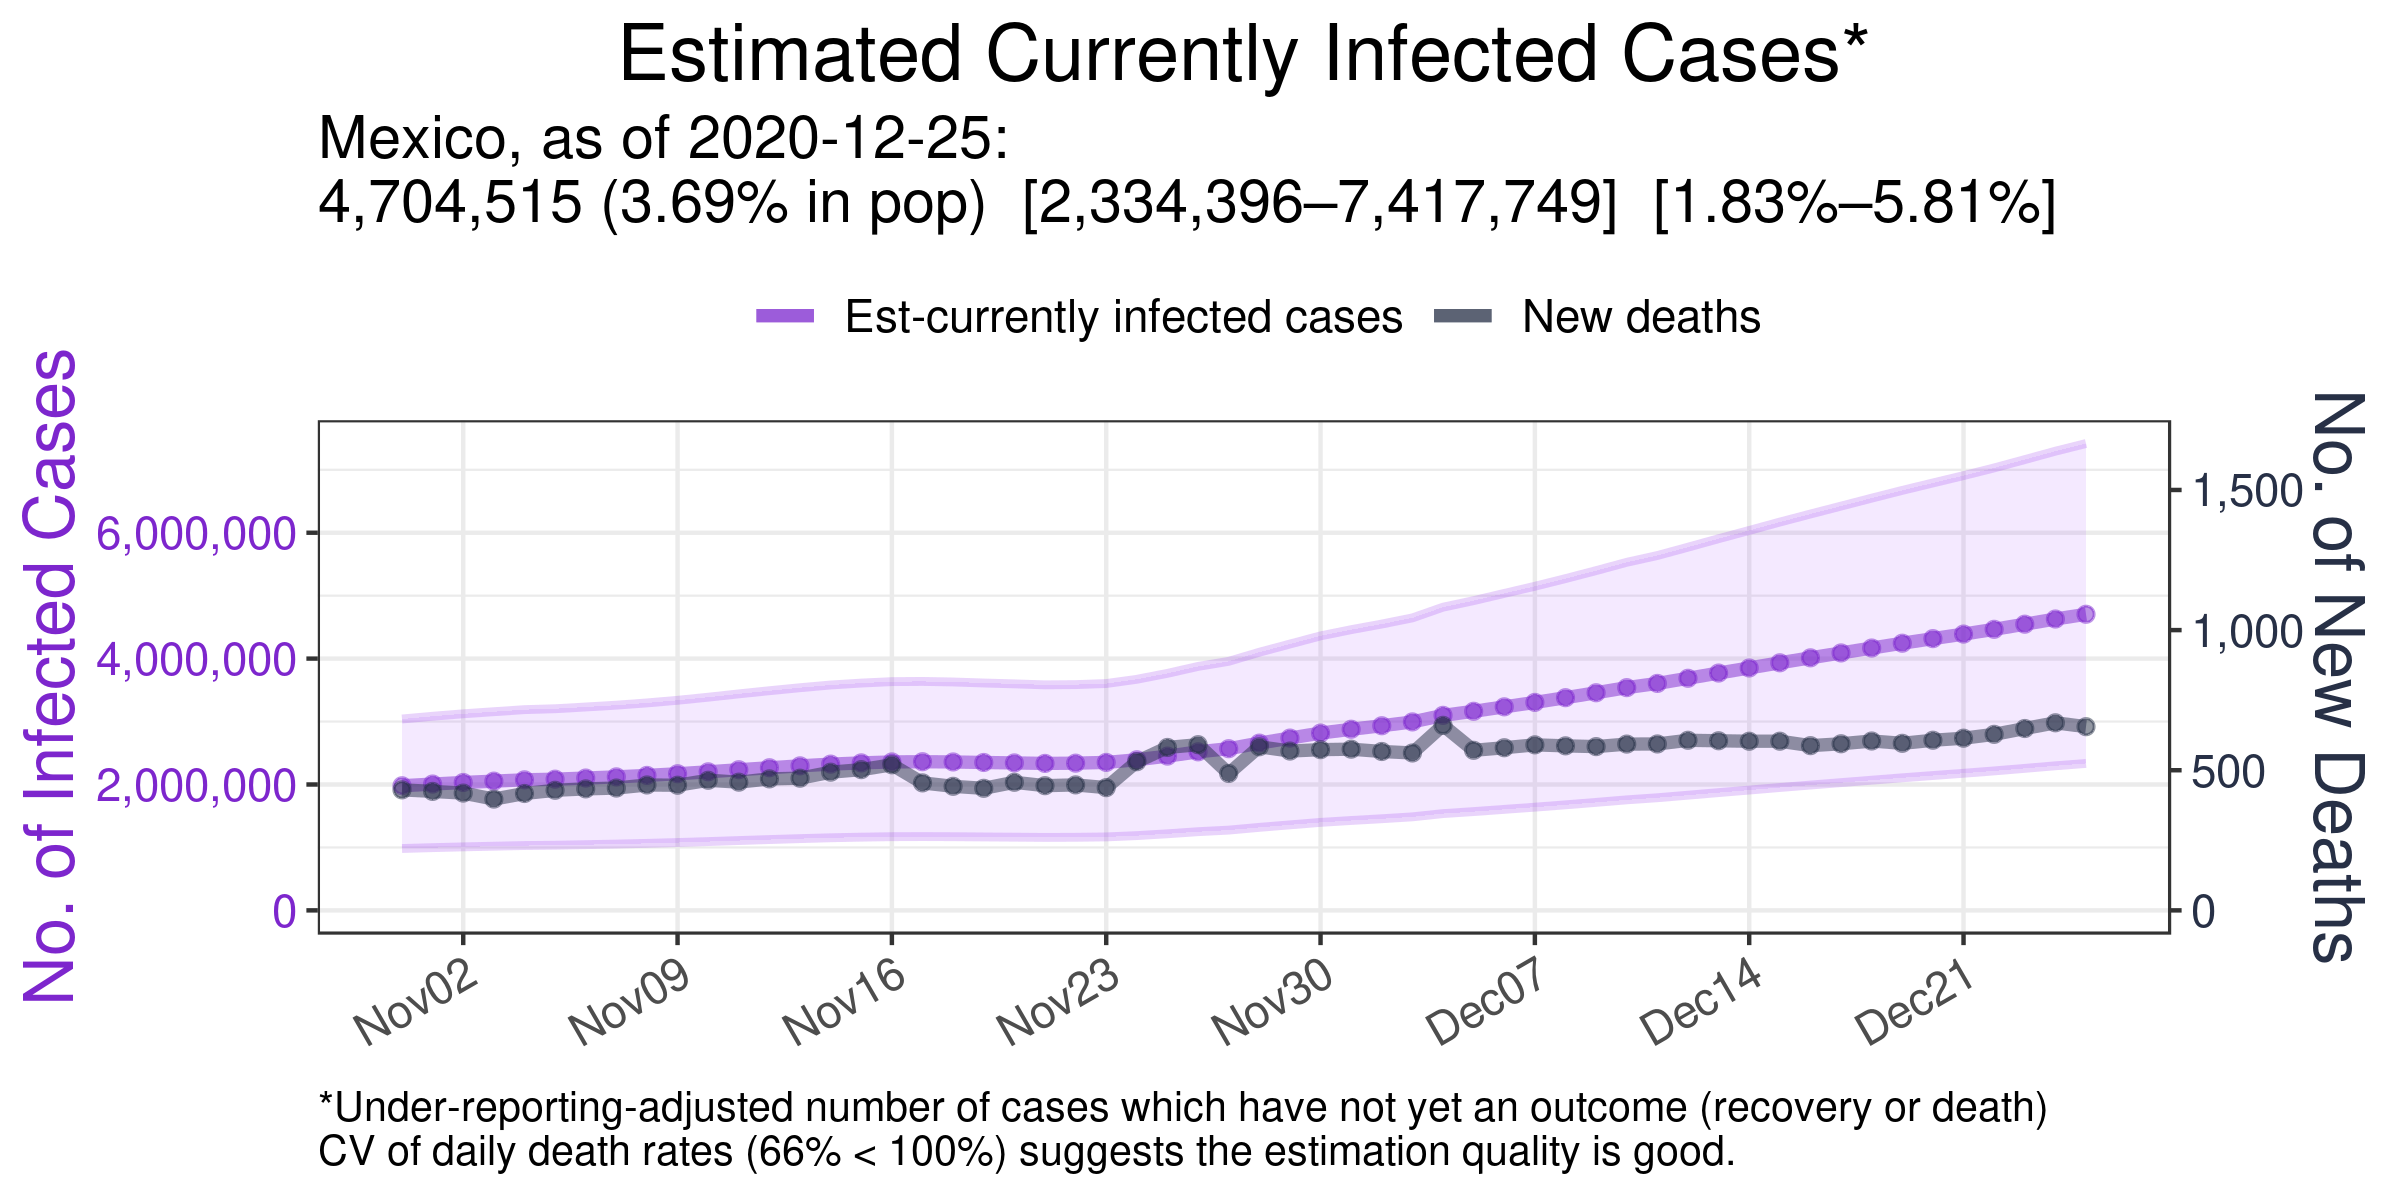 Estimated Currently Infected Cases*
Mexico, as of 2020-12-25:
4,704,515 (3.69% in pop)  [2,334,396–7,417,749]  [1.83%–5.81%]
Est-currently infected cases
New deaths
No. of Infected Cases
6,000,000
4,000,000
2,000,000
0
No. of New Deaths
1,500
1,000
500
0
Nov02
Nov09
Nov16
Nov23
Nov30
Dec07
Dec14
Dec21
*Under-reporting-adjusted number of cases which have not yet an outcome (recovery or death)
CV of daily death rates (66% < 100%) suggests the estimation quality is good.